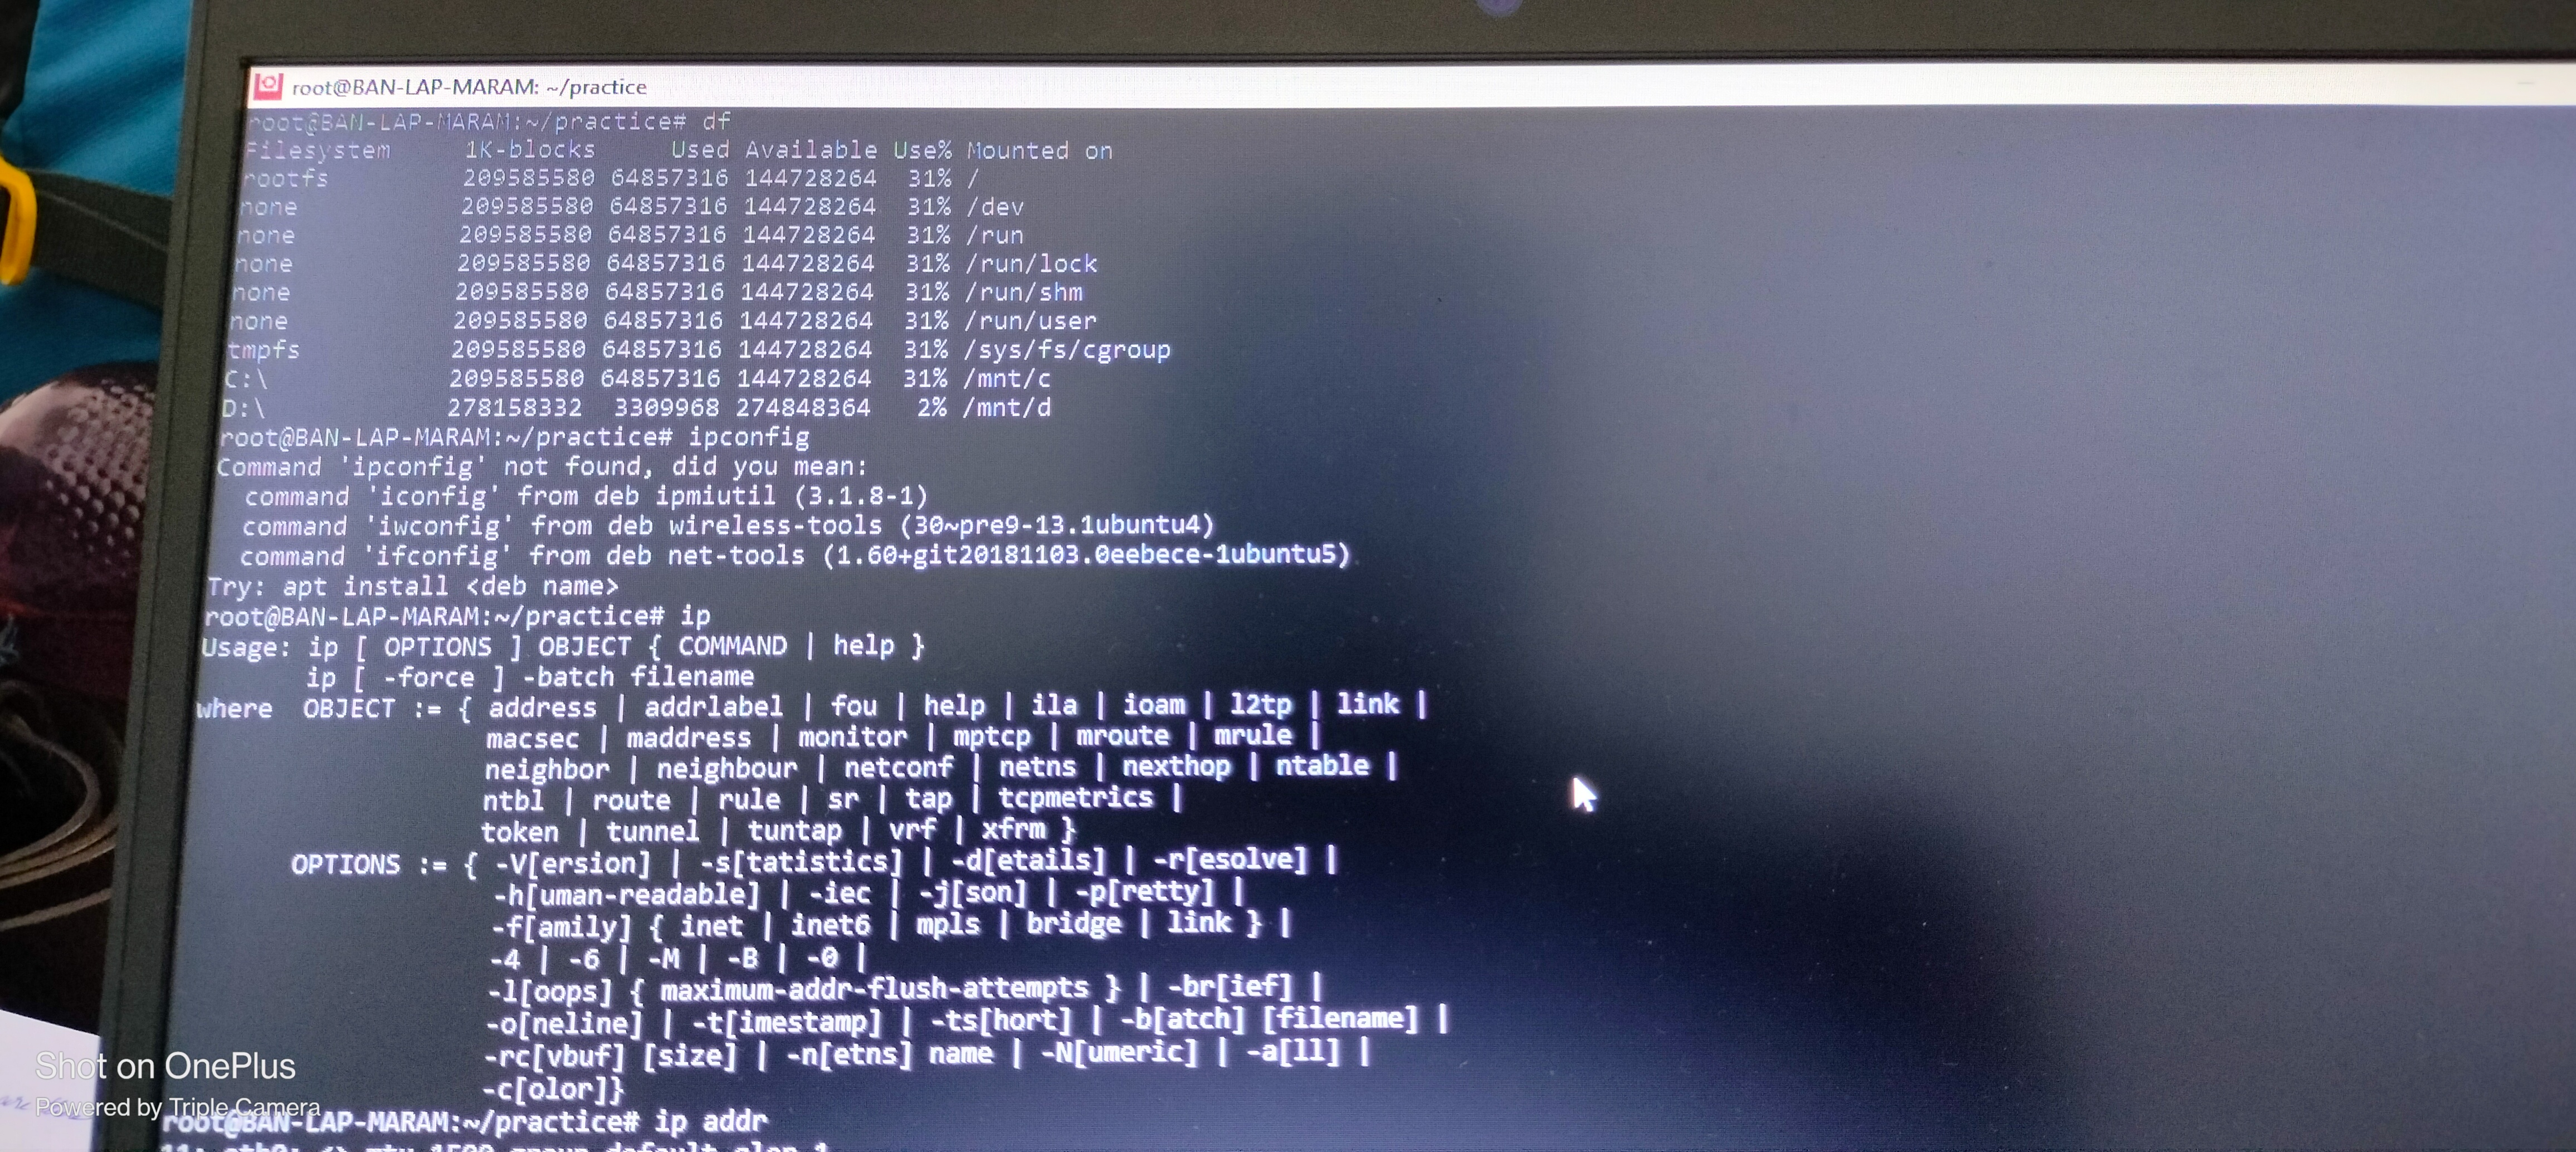 root@BAN-LAP-MARAM: ~/practice
root@BAN-LAP-MARAM:~/practice# df
Filesystem     1K-blocks     Used Available Use% Mounted on
rootfs         209585580 64857316 144728264  31% /
none           209585580 64857316 144728264  31% /dev
none           209585580 64857316 144728264  31% /run
none           209585580 64857316 144728264  31% /run/lock
none           209585580 64857316 144728264  31% /run/shm
none           209585580 64857316 144728264  31% /run/user
tmpfs          209585580 64857316 144728264  31% /sys/fs/cgroup
C:\            209585580 64857316 144728264  31% /mnt/c
D:\            278158332  3309968 274848364   2% /mnt/d
root@BAN-LAP-MARAM:~/practice# ipconfig
Command 'ipconfig' not found, did you mean:
  command 'iconfig' from deb ipmiutil (3.1.8-1)
  command 'iwconfig' from deb wireless-tools (30~pre9-13.1ubuntu4)
  command 'ifconfig' from deb net-tools (1.60+git20181103.0eebece-1ubuntu5)
Try: apt install <deb name>
root@BAN-LAP-MARAM:~/practice# ip
Usage: ip [ OPTIONS ] OBJECT { COMMAND | help }
       ip [ -force ] -batch filename
where  OBJECT := { address | addrlabel | fou | help | ila | ioam | l2tp | link |
                   macsec | maddress | monitor | mptcp | mroute | mrule |
                   neighbor | neighbour | netconf | netns | nexthop | ntable |
                   ntbl | route | rule | sr | tap | tcpmetrics |
                   token | tunnel | tuntap | vrf | xfrm }
       OPTIONS := { -V[ersion] | -s[tatistics] | -d[etails] | -r[esolve] |
                    -h[uman-readable] | -iec | -j[son] | -p[retty] |
                    -f[amily] { inet | inet6 | mpls | bridge | link } |
                    -4 | -6 | -M | -B | -0 |
                    -l[oops] { maximum-addr-flush-attempts } | -br[ief] |
                    -o[neline] | -t[imestamp] | -ts[hort] | -b[atch] [filename] |
                    -rc[vbuf] [size] | -n[etns] name | -N[umeric] | -a[ll] |
                    -c[olor]}
root@BAN-LAP-MARAM:~/practice# ip addr
11: eth0: <> mtu 1500 group default qlen 1
Shot on OnePlus
Powered by Triple Camera